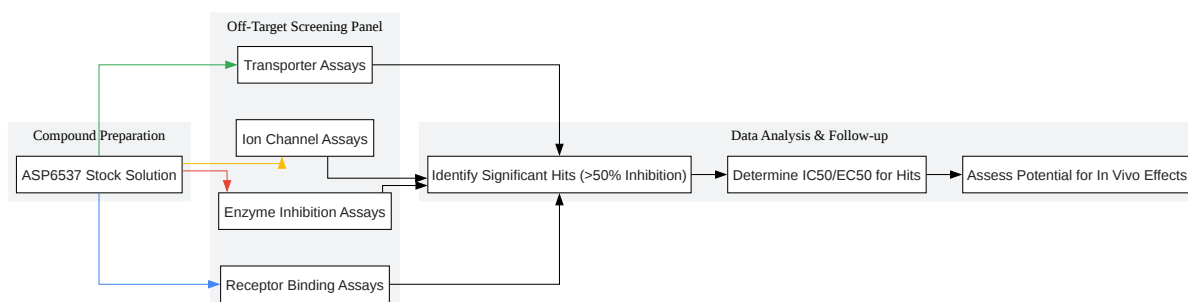 Off-Target Screening Panel
Transporter Assays
Compound Preparation
Ion Channel Assays
Data Analysis & Follow-up
ASP6537 Stock Solution
Identify Significant Hits (>50% Inhibition)
Determine IC50/EC50 for Hits
Assess Potential for In Vivo Effects
Enzyme Inhibition Assays
Receptor Binding Assays